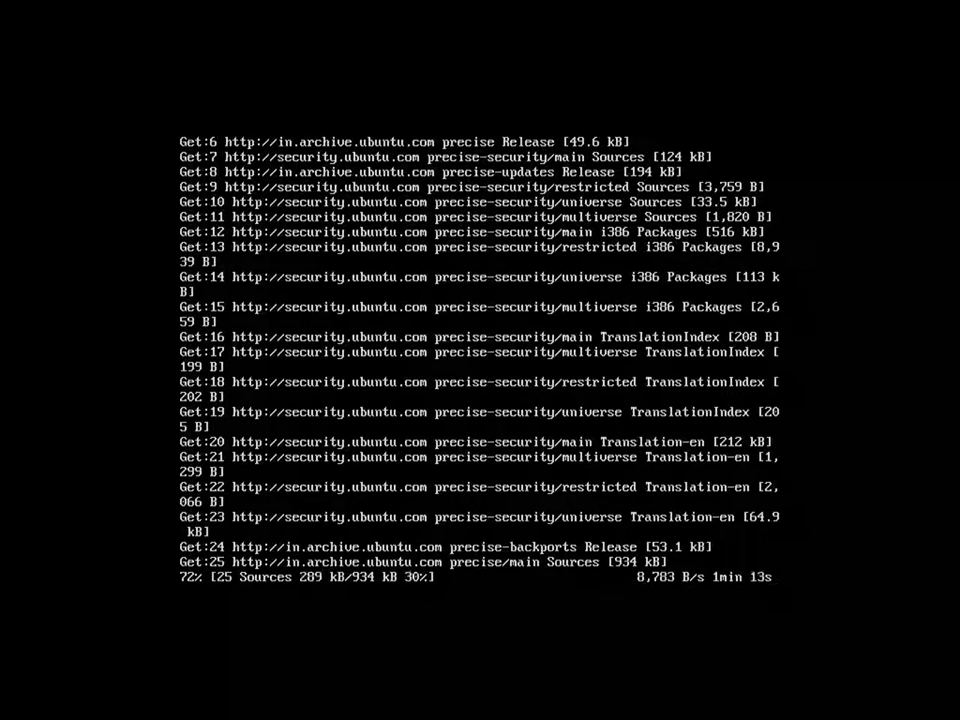 Get:6 http://in.archive.ubuntu.com precise Release [49.6 kB]
Get:7 http://security.ubuntu.com precise-security/main Sources [124 kB]
Get:8 http://in.archive.ubuntu.com precise-updates Release [194 kB]
Get:9 http://security.ubuntu.com precise-security/restricted Sources [3,759 B]
Get:10 http://security.ubuntu.com precise-security/universe Sources [33.5 kB]
Get:11 http://security.ubuntu.com precise-security/multiverse Sources [1,820 B]
Get:12 http://security.ubuntu.com precise-security/main i386 Packages [516 kB]
Get:13 http://security.ubuntu.com precise-security/restricted i386 Packages [8,9
39 B]
Get:14 http://security.ubuntu.com precise-security/universe i386 Packages [113 k
B]
Get:15 http://security.ubuntu.com precise-security/multiverse i386 Packages [2,6
59 B]
Get:16 http://security.ubuntu.com precise-security/main TranslationIndex [208 B]
Get:17 http://security.ubuntu.com precise-security/multiverse TranslationIndex [
199 B]
Get:18 http://security.ubuntu.com precise-security/restricted TranslationIndex [
202 B]
Get:19 http://security.ubuntu.com precise-security/universe TranslationIndex [20
5 B]
Get:20 http://security.ubuntu.com precise-security/main Translation-en [212 kB]
Get:21 http://security.ubuntu.com precise-security/multiverse Translation-en [1,
299 B]
Get:22 http://security.ubuntu.com precise-security/restricted Translation-en [2,
066 B]
Get:23 http://security.ubuntu.com precise-security/universe Translation-en [64.9
 kB]
Get:24 http://in.archive.ubuntu.com precise-backports Release [53.1 kB]
Get:25 http://in.archive.ubuntu.com precise/main Sources [934 kB]
72% [25 Sources 289 kB/934 kB 30%] 8,783 B/s 1min 13s